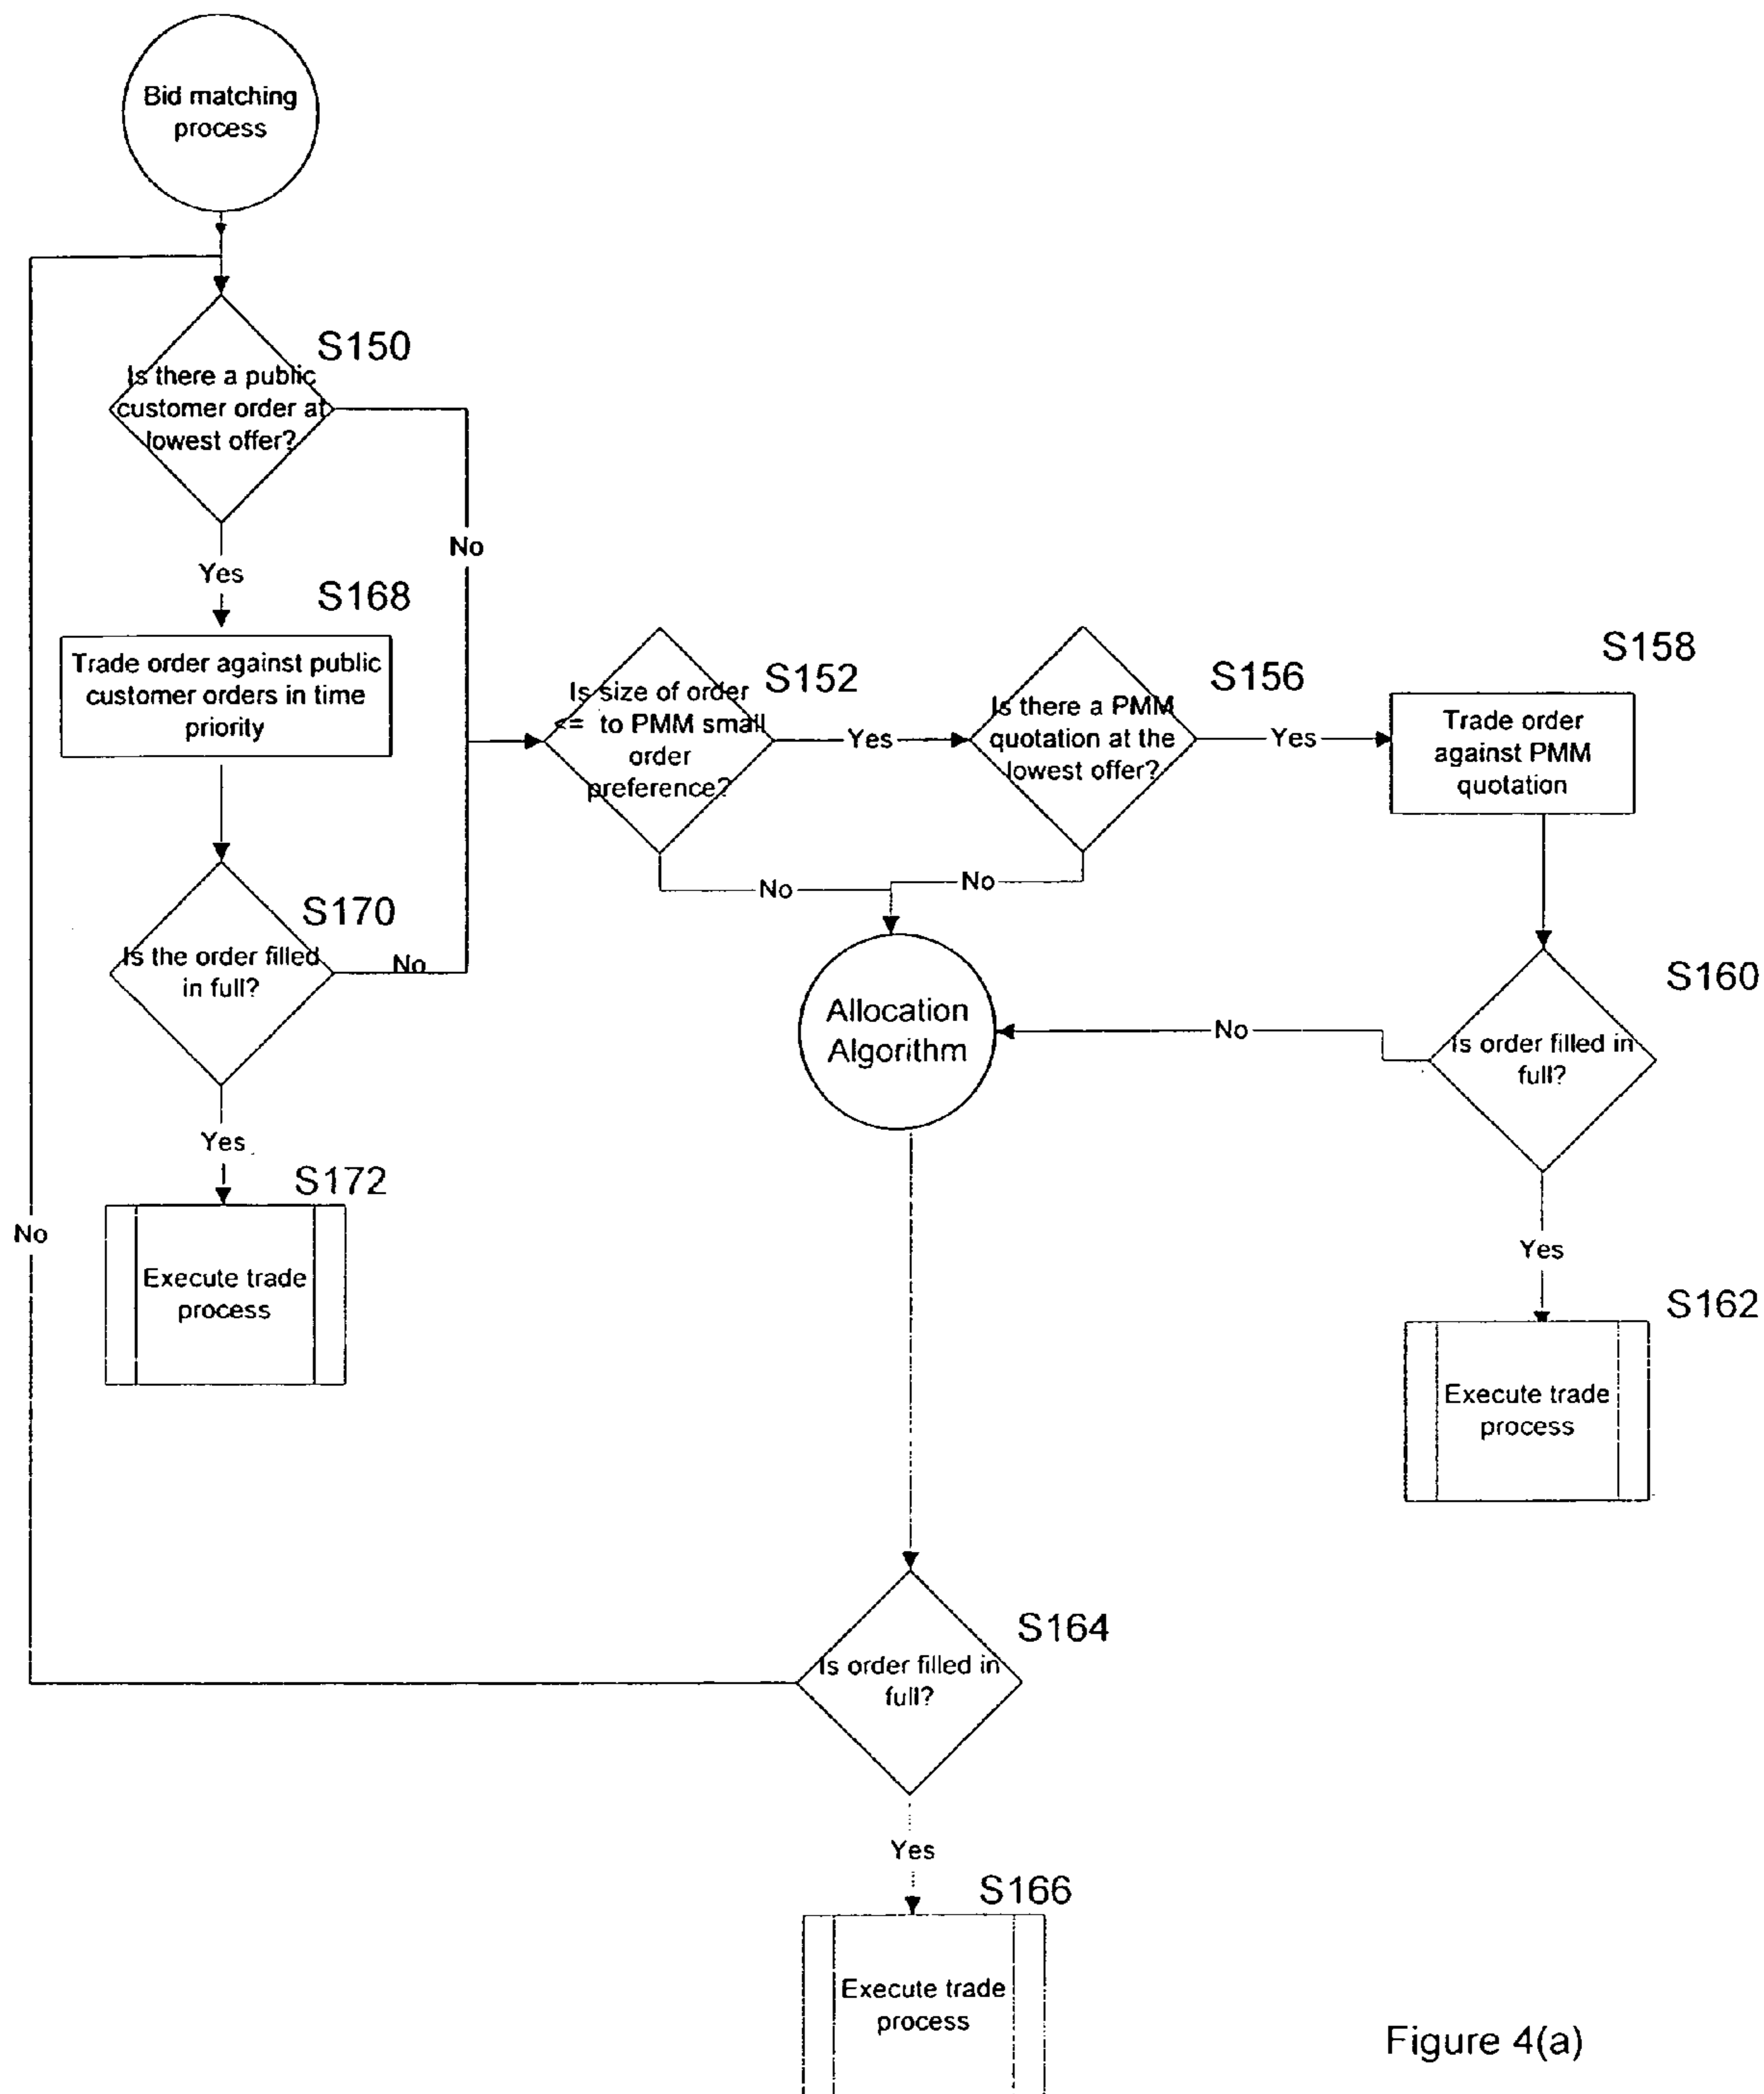 Bid matching
process
S150
Is there a public
customer order at
lowest offer?
No
Yes
S168
Trade order against public
customer orders in time
priority
S152
Is size of order
<= to PMM small
order
preference?
Yes
S156
Is there a PMM
quotation at the
lowest offer?
Yes
S158
Trade order
against PMM
quotation
No
No
S170
Is the order filled
in full?
No
Allocation
Algorithm
No
S160
Is order filled in
full?
Yes
S172
Execute trade
process
No
Yes
S162
Execute trade
process
S164
Is order filled in
full?
Yes
S166
Execute trade
process
Figure 4(a)